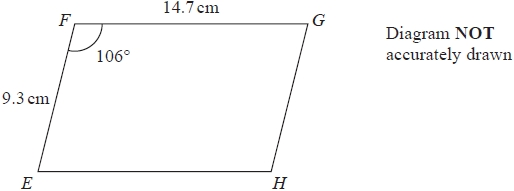 14.7 cm
F
G
Diagram NOT
accurately drawn
106°
9.3 cm
E
H